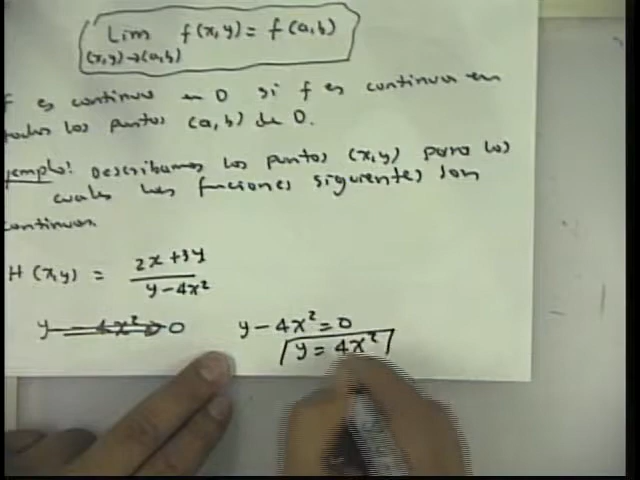 Lim f(x,y) = f(a,b)
(x,y)→(a,b)
f es continua en D si f es continua en
todos los puntos (a,b) de D.
Ejemplo: Describamos los puntos (x,y) para los
cuales las funciones siguientes son
continuas.
H(x,y) = 2x+3y / y-4x²
y - 4x² > 0 y - 4x² = 0
y = 4x²